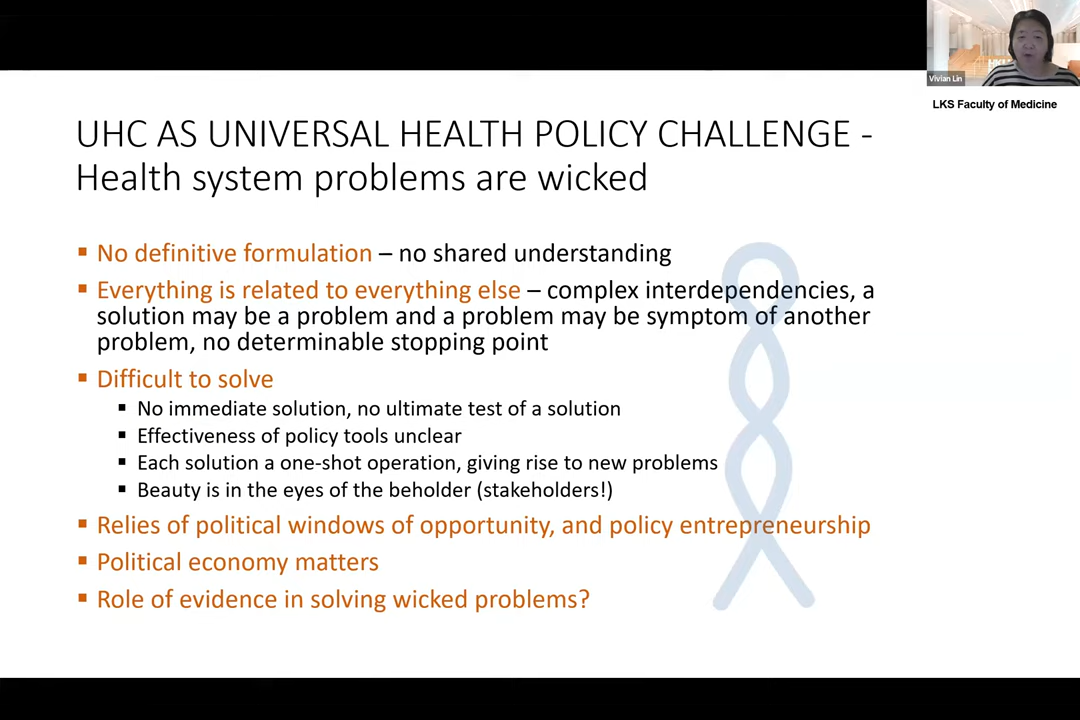 Vivian Lin
LKS Faculty of Medicine
UHC AS UNIVERSAL HEALTH POLICY CHALLENGE -
Health system problems are wicked
▪ No definitive formulation – no shared understanding
▪ Everything is related to everything else – complex interdependencies, a
solution may be a problem and a problem may be symptom of another
problem, no determinable stopping point
▪ Difficult to solve
▪ No immediate solution, no ultimate test of a solution
▪ Effectiveness of policy tools unclear
▪ Each solution a one-shot operation, giving rise to new problems
▪ Beauty is in the eyes of the beholder (stakeholders!)
▪ Relies of political windows of opportunity, and policy entrepreneurship
▪ Political economy matters
▪ Role of evidence in solving wicked problems?